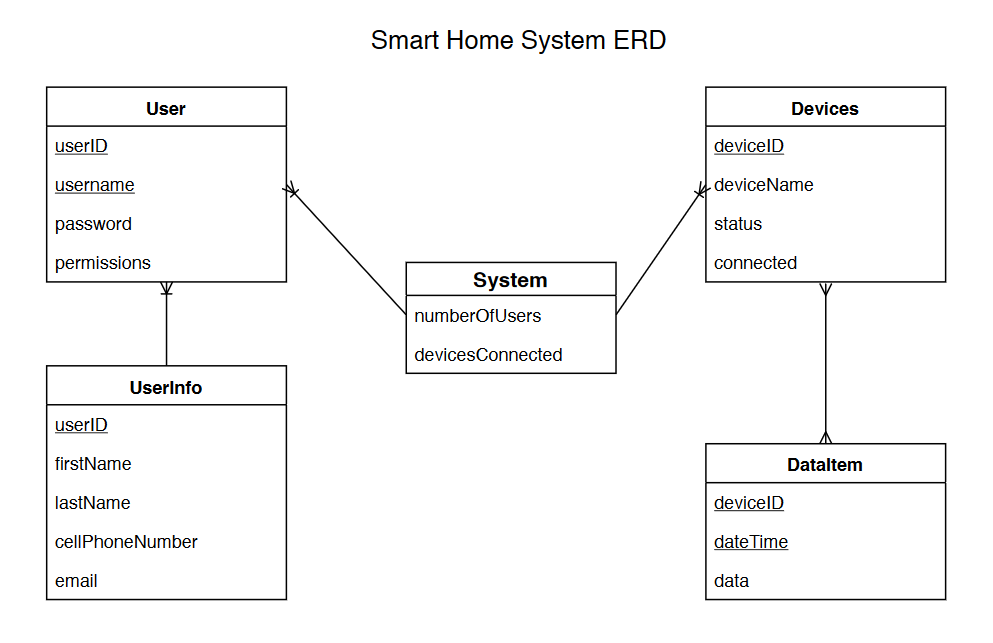 Smart Home System ERD
User
userID
username
password
permissions
Devices
deviceID
deviceName
status
connected
System
numberOfUsers
devicesConnected
UserInfo
userID
firstName
lastName
cellPhoneNumber
email
DataItem
deviceID
dateTime
data